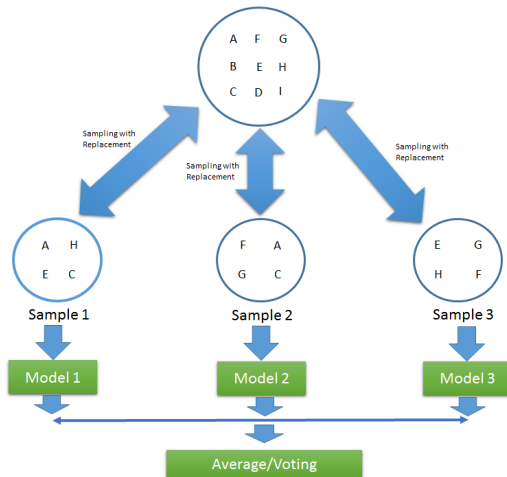 A F G
B E H
C D I
Sampling with
Replacement
Sampling with
Replacement
Sampling with
Replacement
A H
E C
F A
G C
E G
H F
Sample 1
Sample 2
Sample 3
Model 1
Model 2
Model 3
Average/Voting